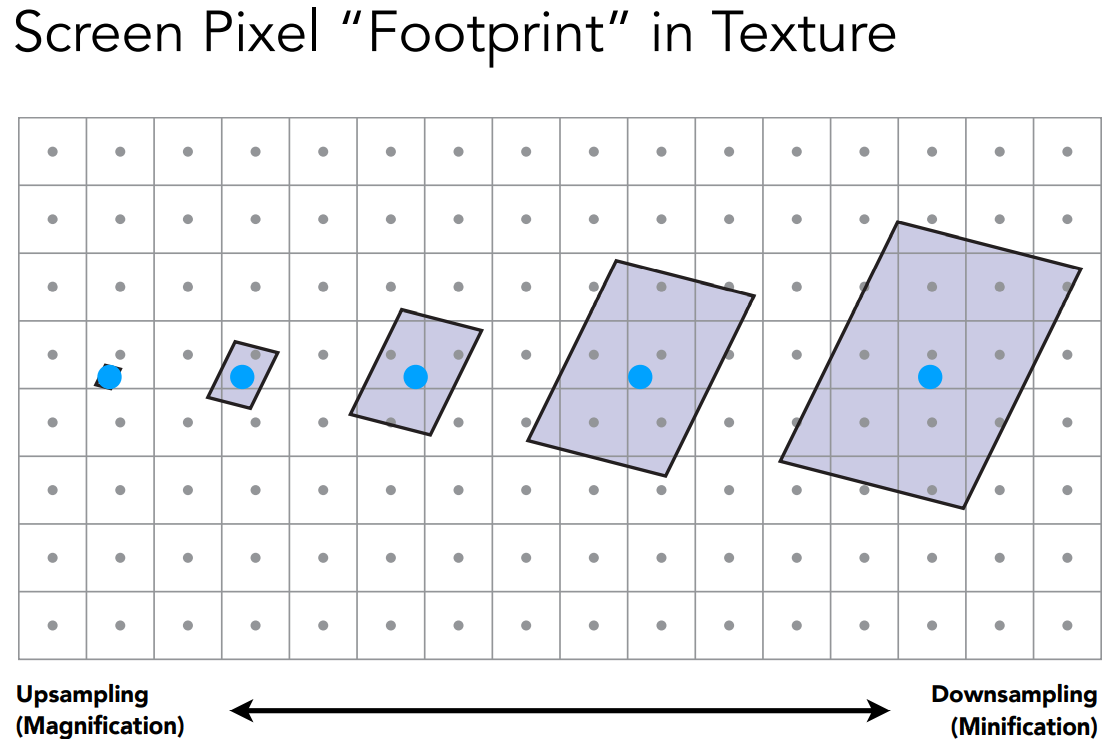 Screen Pixel “Footprint” in Texture
Upsampling
(Magnification)
Downsampling
(Minification)